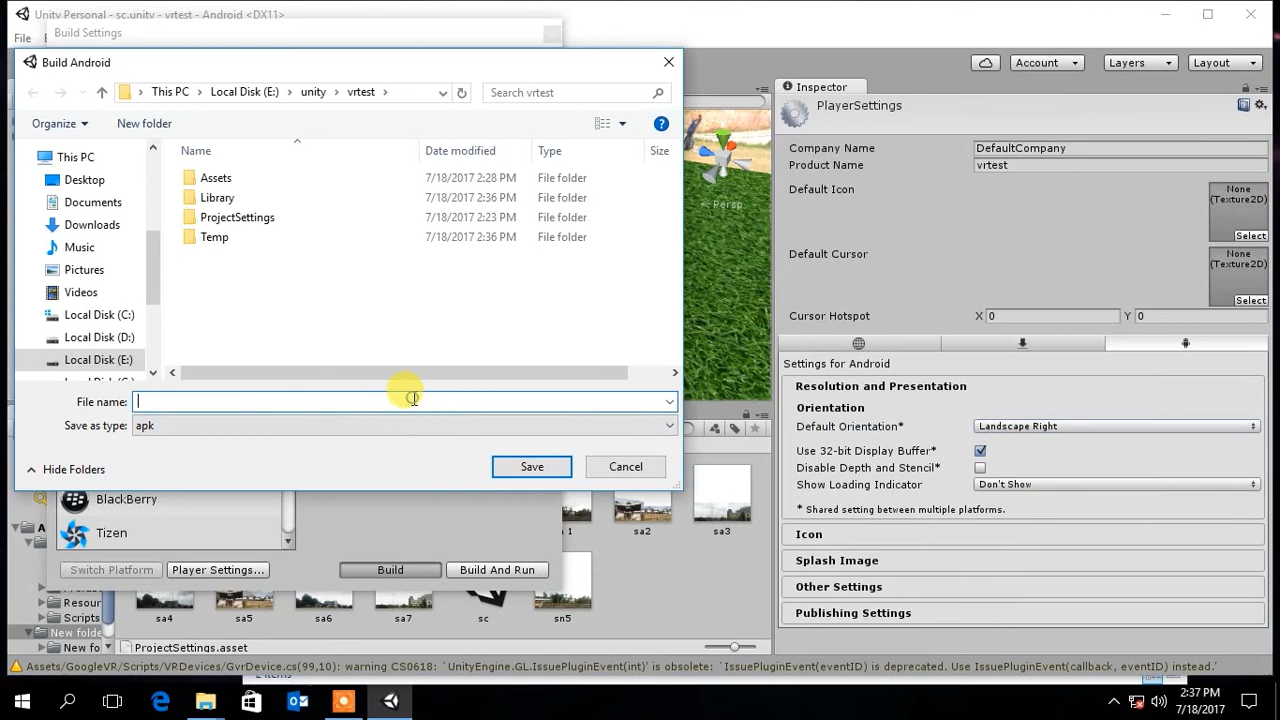 Unity Personal - sc.unity - vrtest - Android <DX11>
File
Build Settings
Build Android
This PC
Local Disk (E:)
unity
vrtest
Search vrtest
Organize
New folder
This PC
Desktop
Documents
Downloads
Music
Pictures
Videos
Local Disk (C:)
Local Disk (D:)
Local Disk (E:)
Name
Date modified
Type
Size
Assets
7/18/2017 2:28 PM
File folder
Library
7/18/2017 2:36 PM
File folder
ProjectSettings
7/18/2017 2:23 PM
File folder
Temp
7/18/2017 2:36 PM
File folder
File name:
Save as type:
apk
Hide Folders
Save
Cancel
BlackBerry
Tizen
Switch Platform
Player Settings...
Build
Build And Run
Account
Layers
Layout
< Persp
Inspector
PlayerSettings
Company Name
DefaultCompany
Product Name
vrtest
Default Icon
None
(Texture2D)
Select
Default Cursor
None
(Texture2D)
Select
Cursor Hotspot
X 0
Y 0
Settings for Android
Resolution and Presentation
Orientation
Default Orientation*
Landscape Right
Use 32-bit Display Buffer*
Disable Depth and Stencil*
Show Loading Indicator
Don't Show
* Shared setting between multiple platforms.
Icon
Splash Image
Other Settings
Publishing Settings
sa2
sa3
sa4
sa5
sa6
sa7
sc
sn5
Scripts
New fo
ProjectSettings.asset
Assets/GoogleVR/Scripts/VRDevices/GvrDevice.cs(99,10): warning CS0618: `UnityEngine.GL.IssuePluginEvent(int)' is obsolete: `IssuePluginEvent(eventID) is deprecated. Use IssuePluginEvent(callback, eventID) instead.'
2:37 PM
7/18/2017